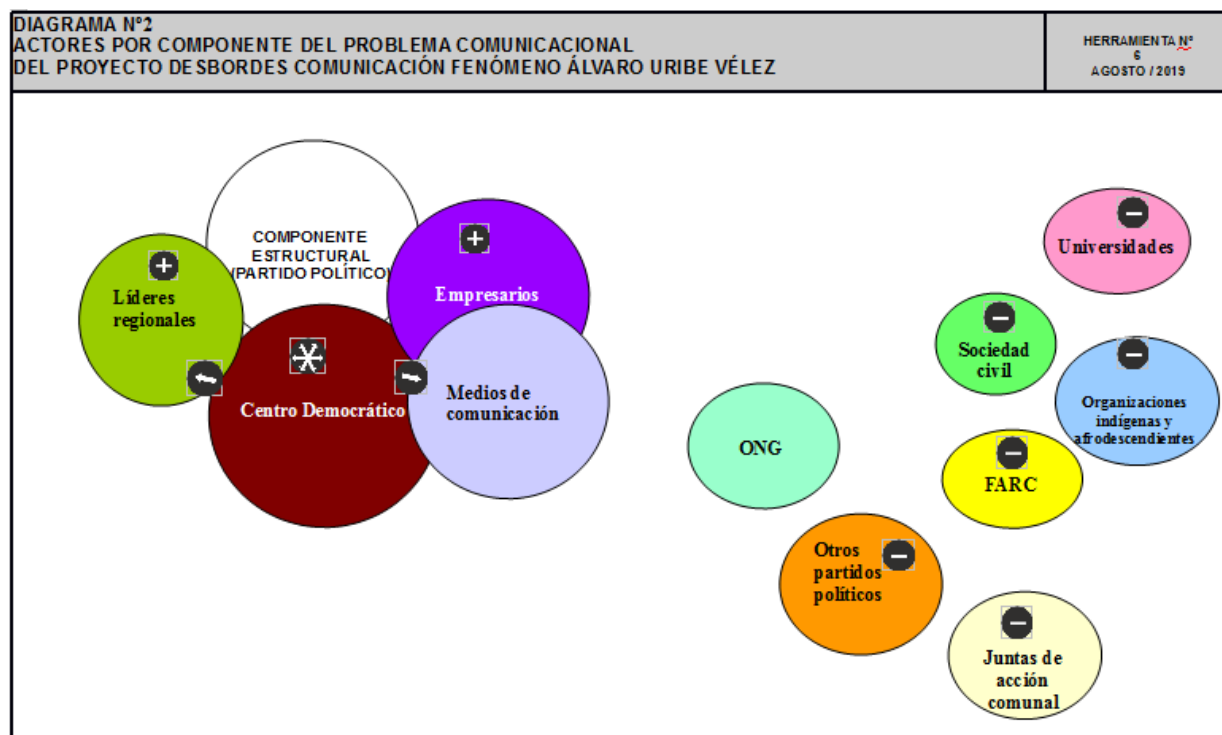 DIAGRAMA Nº2
ACTORES POR COMPONENTE DEL PROBLEMA COMUNICACIONAL
DEL PROYECTO DESBORDES COMUNICACIÓN FENÓMENO ÁLVARO URIBE VÉLEZ
HERRAMIENTA Nº
6
AGOSTO / 2019
COMPONENTE
ESTRUCTURAL
(PARTIDO POLÍTICO)
Líderes
regionales
Empresarios
Centro Democrático
Medios de
comunicación
Universidades
Sociedad
civil
Organizaciones
indígenas y
afrodescendientes
ONG
FARC
Otros
partidos
políticos
Juntas de
acción
comunal